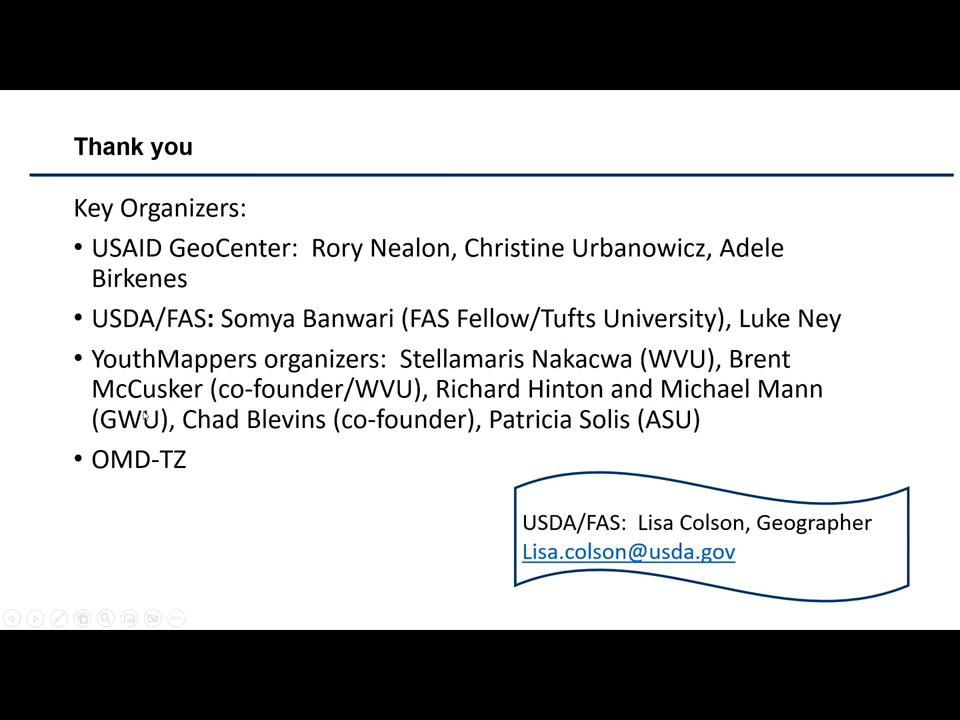 Thank you
Key Organizers:
• USAID GeoCenter:  Rory Nealon, Christine Urbanowicz, Adele
Birkenes
• USDA/FAS: Somya Banwari (FAS Fellow/Tufts University), Luke Ney
• YouthMappers organizers:  Stellamaris Nakacwa (WVU), Brent
McCusker (co-founder/WVU), Richard Hinton and Michael Mann
(GWU), Chad Blevins (co-founder), Patricia Solis (ASU)
• OMD-TZ
USDA/FAS:  Lisa Colson, Geographer
Lisa.colson@usda.gov